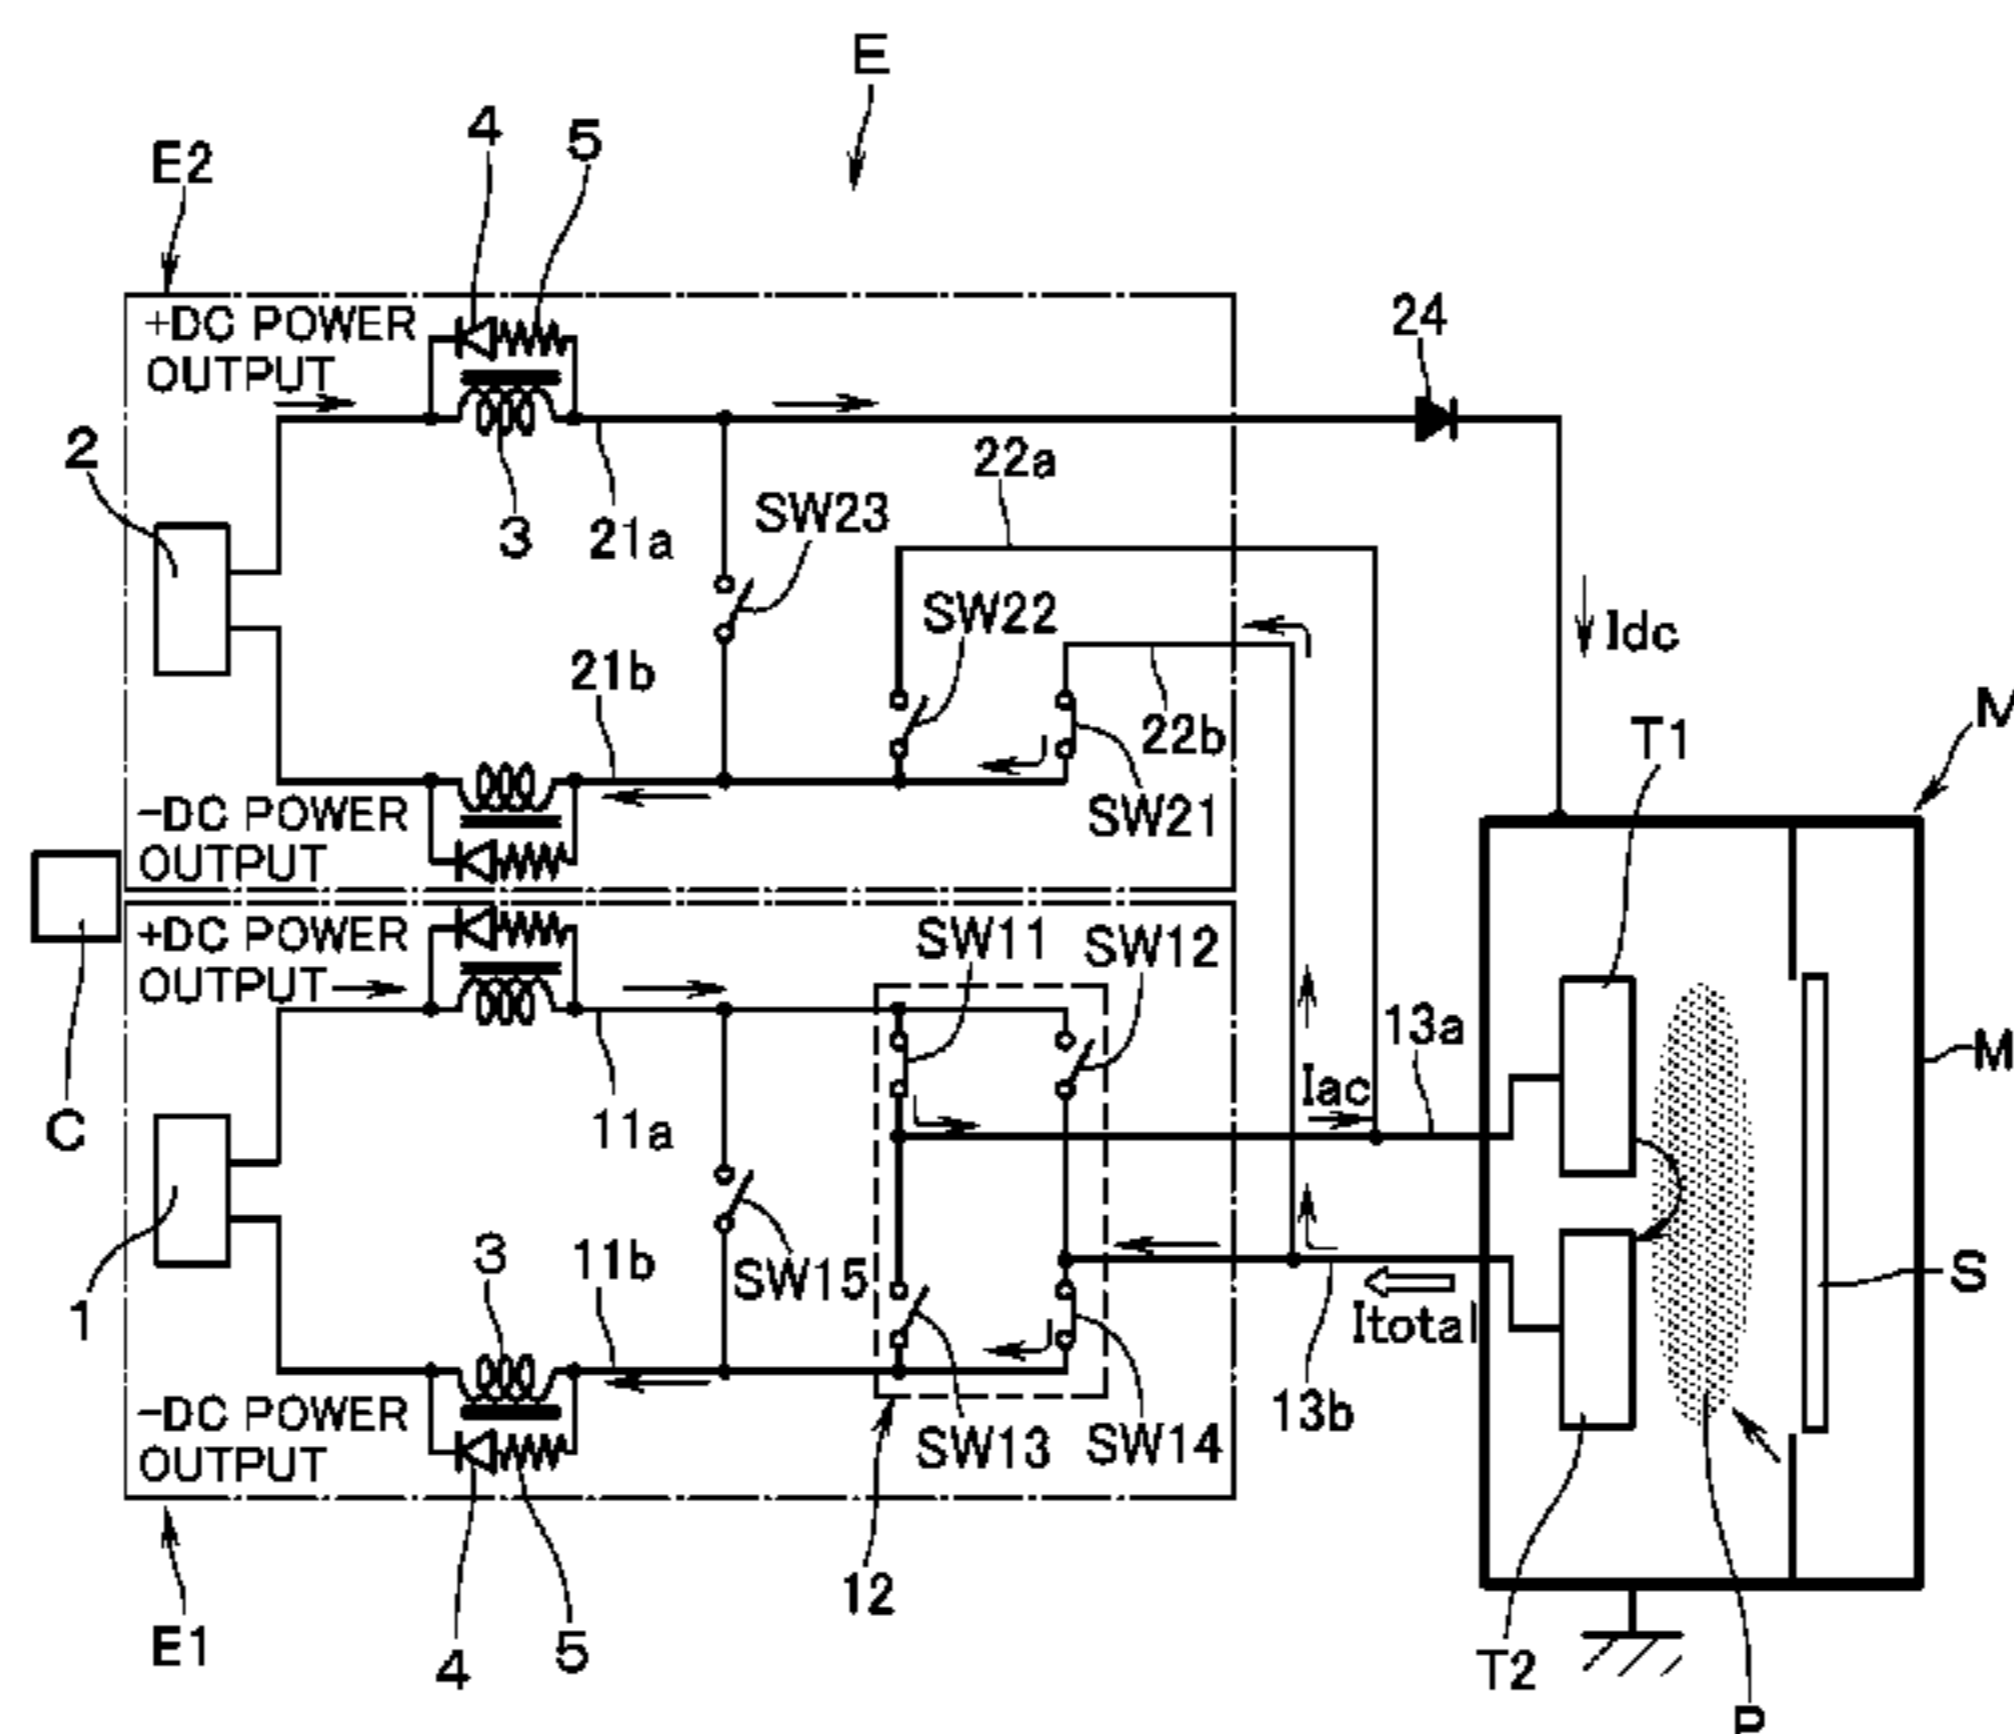 E
4
5
E2
+DC POWER
OUTPUT
24
2
22a
3
21a
SW23
SW22
Idc
21b
22b
T1
M
SW21
-DC POWER
OUTPUT
+DC POWER
OUTPUT
SW11
SW12
13a
M
Iac
C
11a
3
11b
SW15
S
1
Itotal
13b
-DC POWER
OUTPUT
SW13
SW14
12
E1
4
5
T2
P